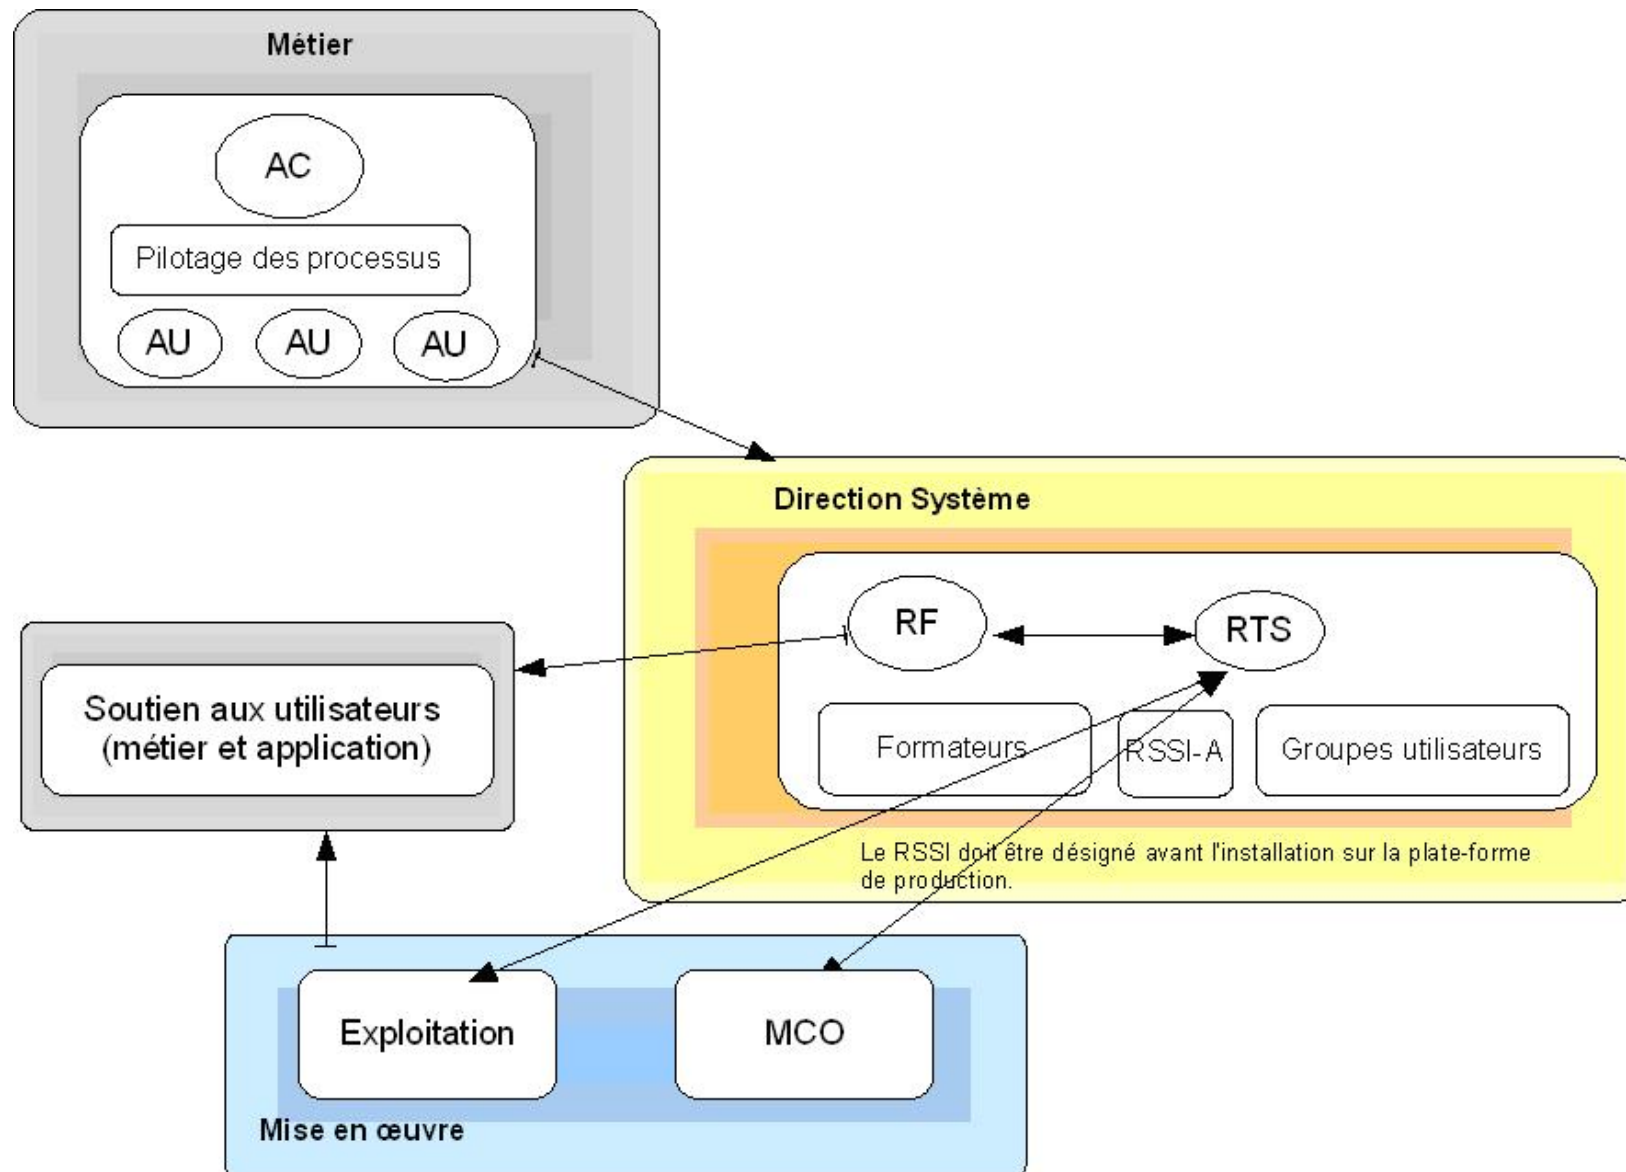 Métier
AC
Pilotage des processus
AU AU AU
Direction Système
RF RTS
Formateurs RSSI-A Groupes utilisateurs
Le RSSI doit être désigné avant l'installation sur la plate-forme
de production.
Soutien aux utilisateurs
(métier et application)
Exploitation MCO
Mise en œuvre